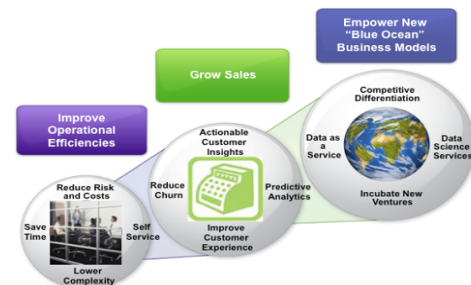 Empower New
"Blue Ocean"
Business Models
Grow Sales
Improve
Operational
Efficiencies
Competitive
Differentiation
Data as
a Service
Data
Science
Services
Incubate New
Ventures
Actionable
Customer
Insights
Reduce
Churn
Predictive
Analytics
Improve
Customer
Experience
Reduce Risk
and Costs
Save
Time
Self
Service
Lower
Complexity